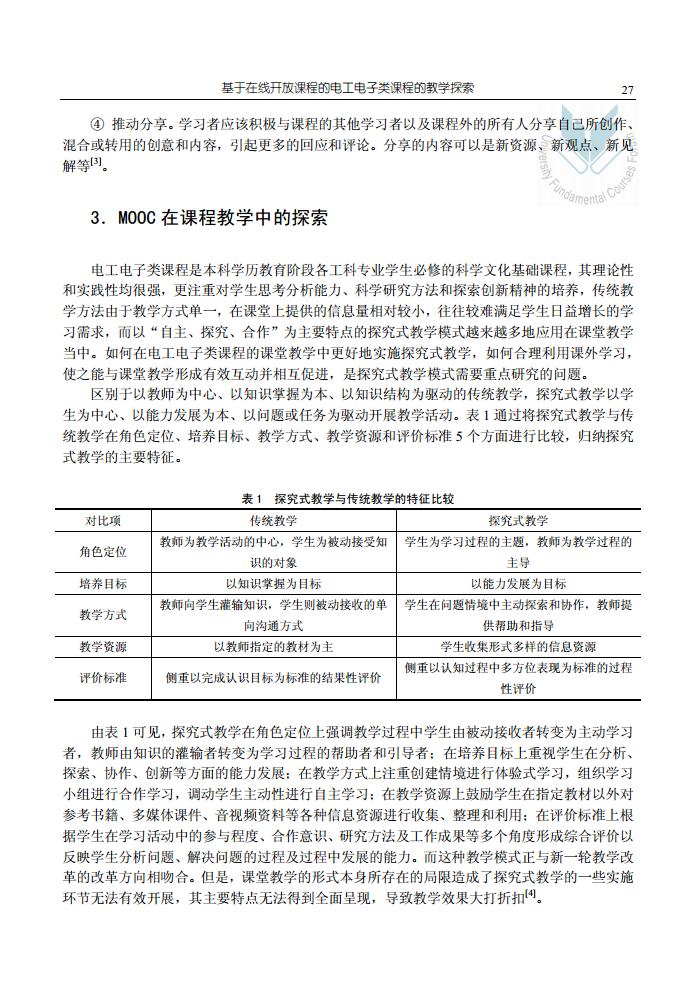 基于在线开放课程的电工电子类课程的教学探索 27
④ 推动分享。学习者应该积极与课程的其他学习者以及课程外的所有人分享自己所创作、
混合或转用的创意和内容，引起更多的回应和评论。分享的内容可以是新资源、新观点、新见
解等[3]。
University Fundamental Courses Forum
3．MOOC 在课程教学中的探索
电工电子类课程是本科学历教育阶段各工科专业学生必修的科学文化基础课程，其理论性
和实践性均很强，更注重对学生思考分析能力、科学研究方法和探索创新精神的培养，传统教
学方法由于教学方式单一，在课堂上提供的信息量相对较小，往往较难满足学生日益增长的学
习需求，而以“自主、探究、合作”为主要特点的探究式教学模式越来越多地应用在课堂教学
当中。如何在电工电子类课程的课堂教学中更好地实施探究式教学，如何合理利用课外学习，
使之能与课堂教学形成有效互动并相互促进，是探究式教学模式需要重点研究的问题。
区别于以教师为中心、以知识掌握为本、以知识结构为驱动的传统教学，探究式教学以学
生为中心、以能力发展为本、以问题或任务为驱动开展教学活动。表 1 通过将探究式教学与传
统教学在角色定位、培养目标、教学方式、教学资源和评价标准 5 个方面进行比较，归纳探究
式教学的主要特征。
表 1 探究式教学与传统教学的特征比较
对比项 传统教学 探究式教学
角色定位 教师为教学活动的中心，学生为被动接受知 学生为学习过程的主题，教师为教学过程的
识的对象 主导
培养目标 以知识掌握为目标 以能力发展为目标
教学方式 教师向学生灌输知识，学生则被动接收的单 学生在问题情境中主动探索和协作，教师提
向沟通方式 供帮助和指导
教学资源 以教师指定的教材为主 学生收集形式多样的信息资源
评价标准 侧重以完成认识目标为标准的结果性评价 侧重以认知过程中多方位表现为标准的过程
性评价
由表 1 可见，探究式教学在角色定位上强调教学过程中学生由被动接收者转变为主动学习
者，教师由知识的灌输者转变为学习过程的帮助者和引导者；在培养目标上重视学生在分析、
探索、协作、创新等方面的能力发展；在教学方式上注重创建情境进行体验式学习，组织学习
小组进行合作学习，调动学生主动性进行自主学习；在教学资源上鼓励学生在指定教材以外对
参考书籍、多媒体课件、音视频资料等各种信息资源进行收集、整理和利用；在评价标准上根
据学生在学习活动中的参与程度、合作意识、研究方法及工作成果等多个角度形成综合评价以
反映学生分析问题、解决问题的过程及过程中发展的能力。而这种教学模式正与新一轮教学改
革的改革方向相吻合。但是，课堂教学的形式本身所存在的局限造成了探究式教学的一些实施
环节无法有效开展，其主要特点无法得到全面呈现，导致教学效果大打折扣[4]。